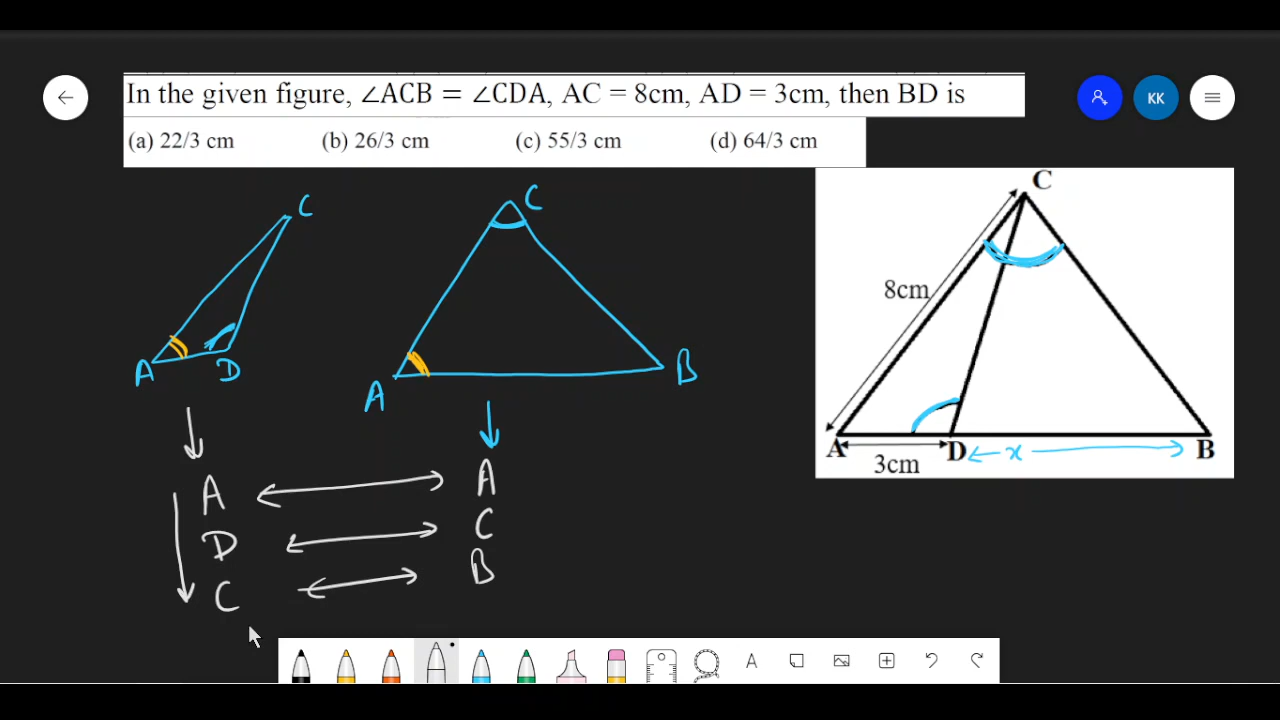 In the given figure, ∠ACB = ∠CDA, AC = 8cm, AD = 3cm, then BD is
(a) 22/3 cm (b) 26/3 cm (c) 55/3 cm (d) 64/3 cm
KK
C
A D
C
A B
C
8cm
A D x B
3cm
A A
D C
C B
A